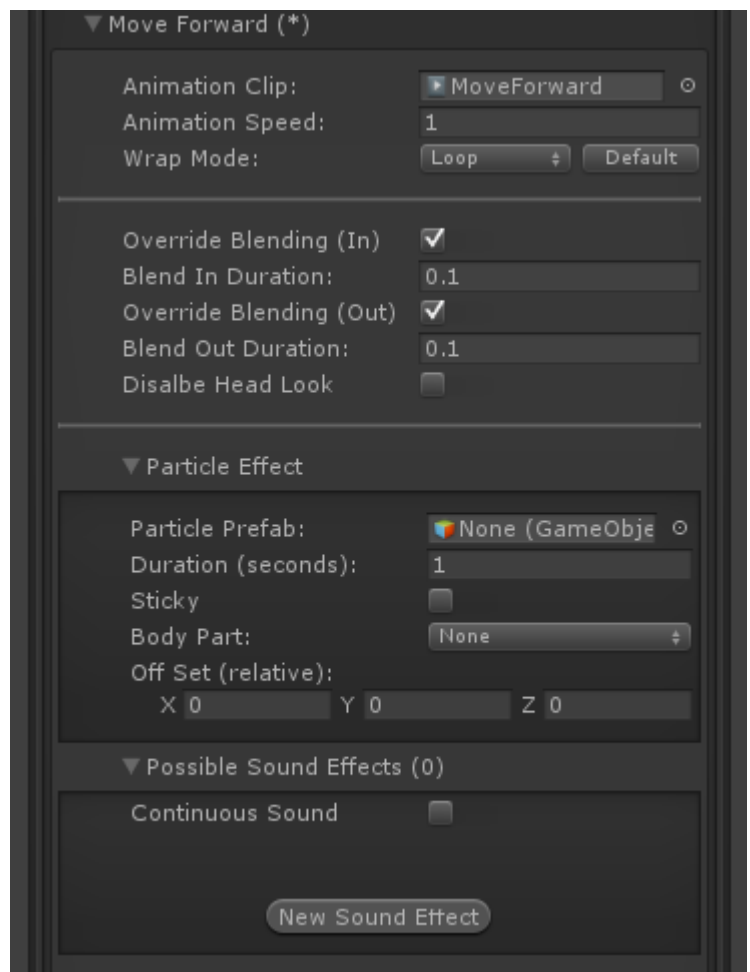 Move Forward (*)
Animation Clip: MoveForward
Animation Speed: 1
Wrap Mode: Loop Default
Override Blending (In)
Blend In Duration: 0.1
Override Blending (Out)
Blend Out Duration: 0.1
Disalbe Head Look
Particle Effect
Particle Prefab: None (GameObje
Duration (seconds): 1
Sticky
Body Part: None
Off Set (relative):
X 0 Y 0 Z 0
Possible Sound Effects (0)
Continuous Sound
New Sound Effect